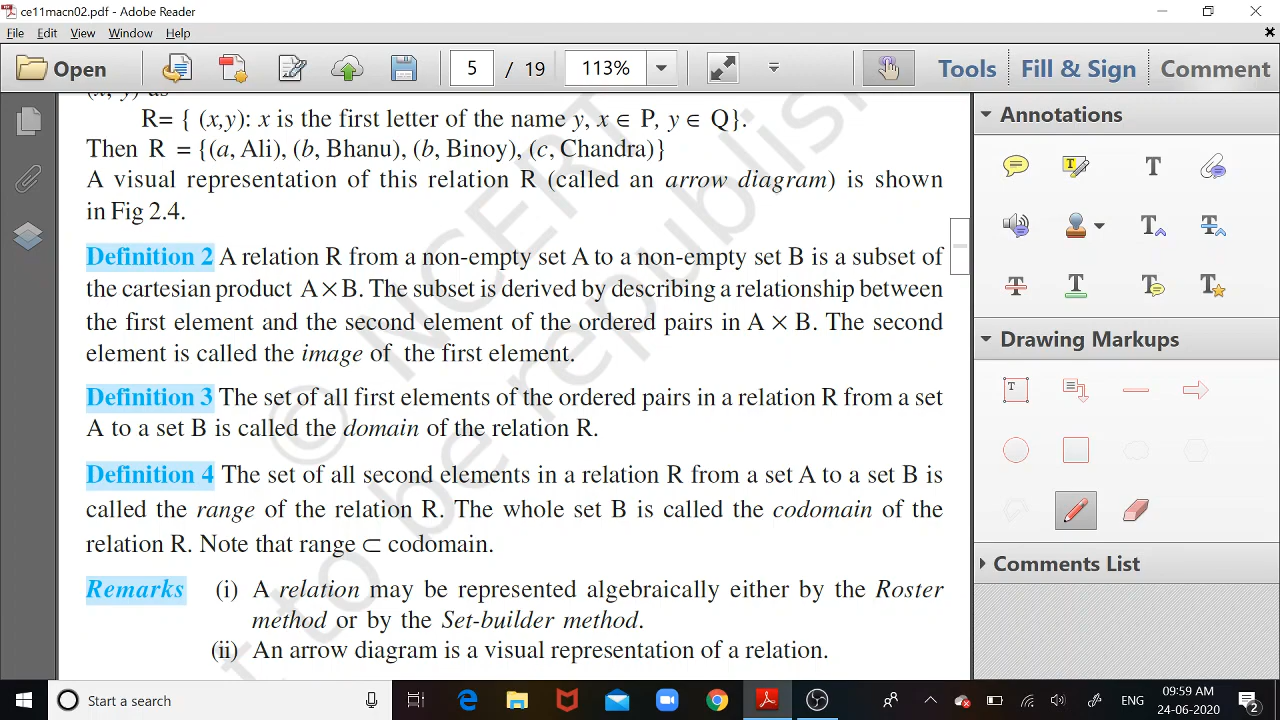 ce11macn02.pdf - Adobe Reader
File Edit View Window Help
Open 5 / 19 113% Tools Fill & Sign Comment
(x, y) as
R= { (x,y): x is the first letter of the name y, x ∈ P, y ∈ Q}.
Then R = {(a, Ali), (b, Bhanu), (b, Binoy), (c, Chandra)}
A visual representation of this relation R (called an arrow diagram) is shown
in Fig 2.4.
Definition 2 A relation R from a non-empty set A to a non-empty set B is a subset of
the cartesian product A×B. The subset is derived by describing a relationship between
the first element and the second element of the ordered pairs in A × B. The second
element is called the image of the first element.
Definition 3 The set of all first elements of the ordered pairs in a relation R from a set
A to a set B is called the domain of the relation R.
Definition 4 The set of all second elements in a relation R from a set A to a set B is
called the range of the relation R. The whole set B is called the codomain of the
relation R. Note that range ⊂ codomain.
Remarks (i) A relation may be represented algebraically either by the Roster
method or by the Set-builder method.
(ii) An arrow diagram is a visual representation of a relation.
© NCERT
t to be republish
Annotations
Drawing Markups
Comments List
Start a search
ENG
09:59 AM
24-06-2020
2